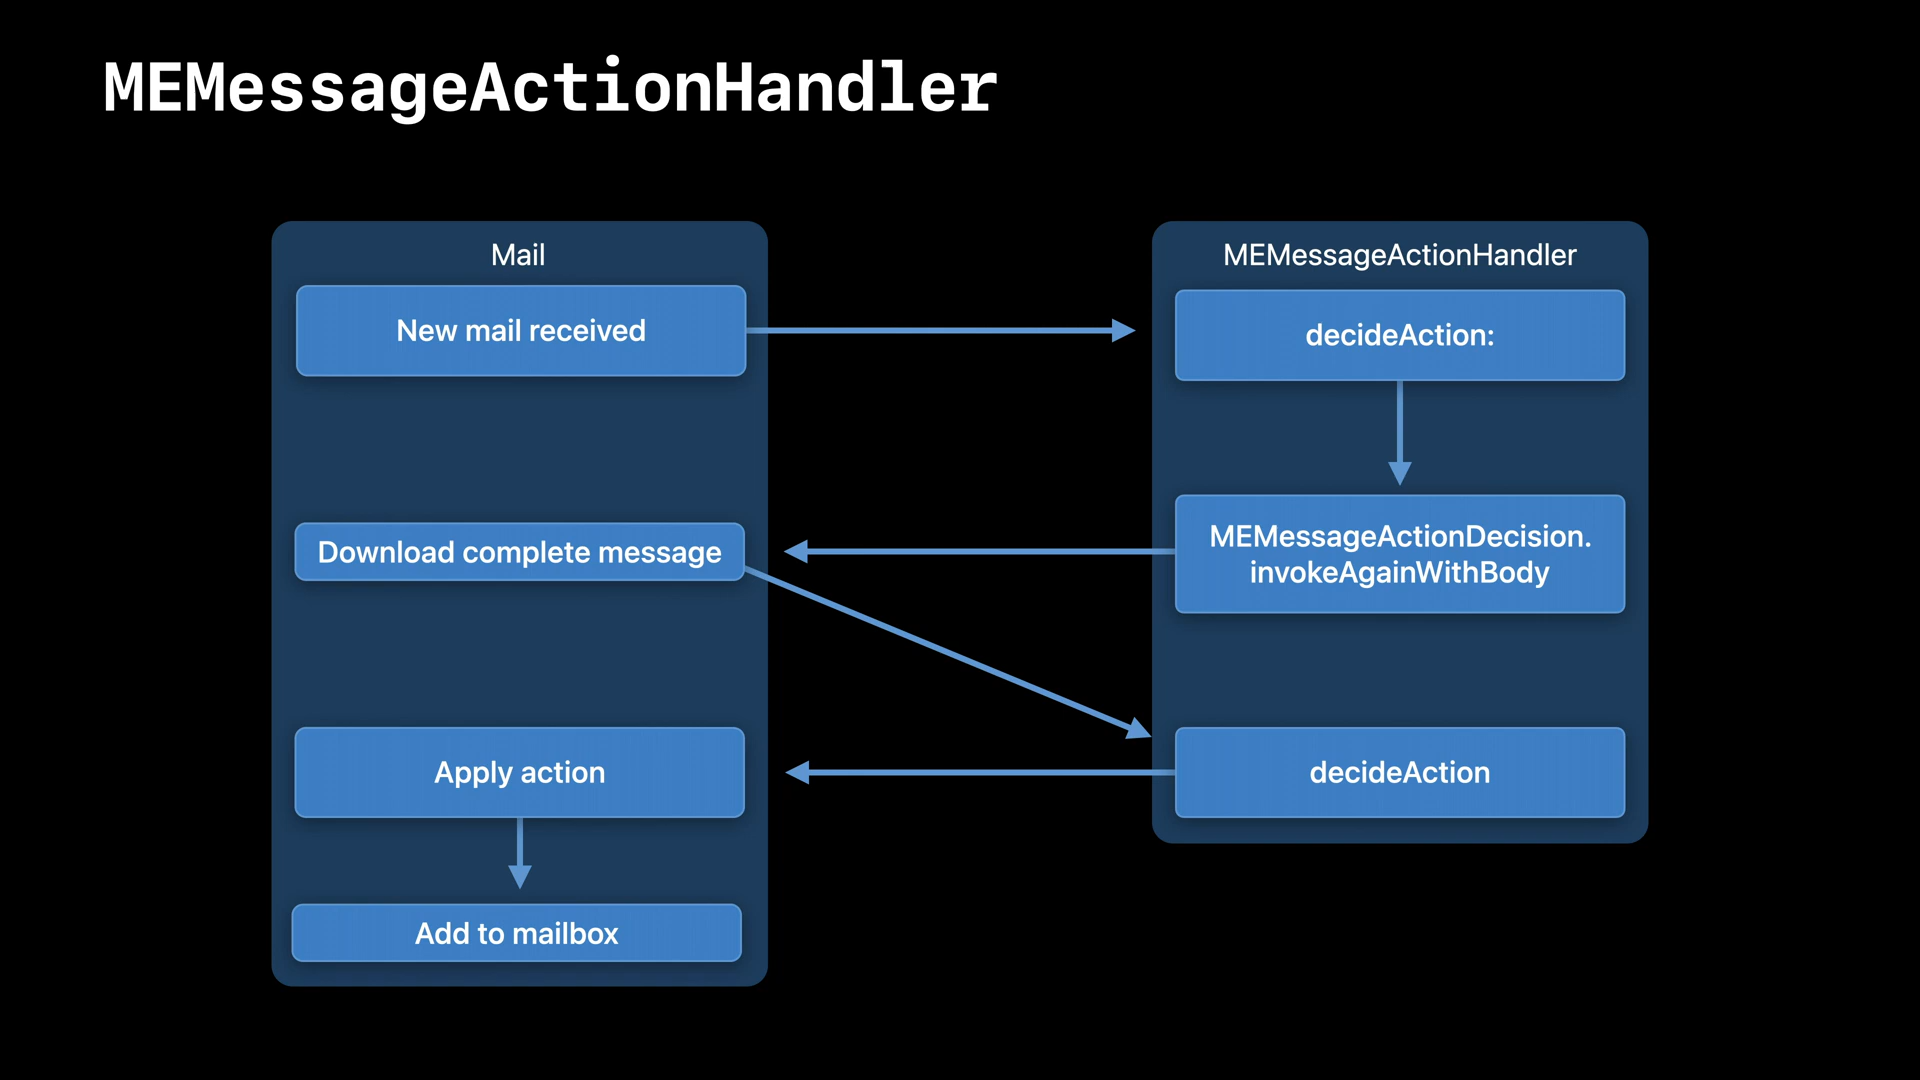 MEMessageActionHandler
Mail
New mail received
Download complete message
Apply action
Add to mailbox
MEMessageActionHandler
decideAction:
MEMessageActionDecision.
invokeAgainWithBody
decideAction